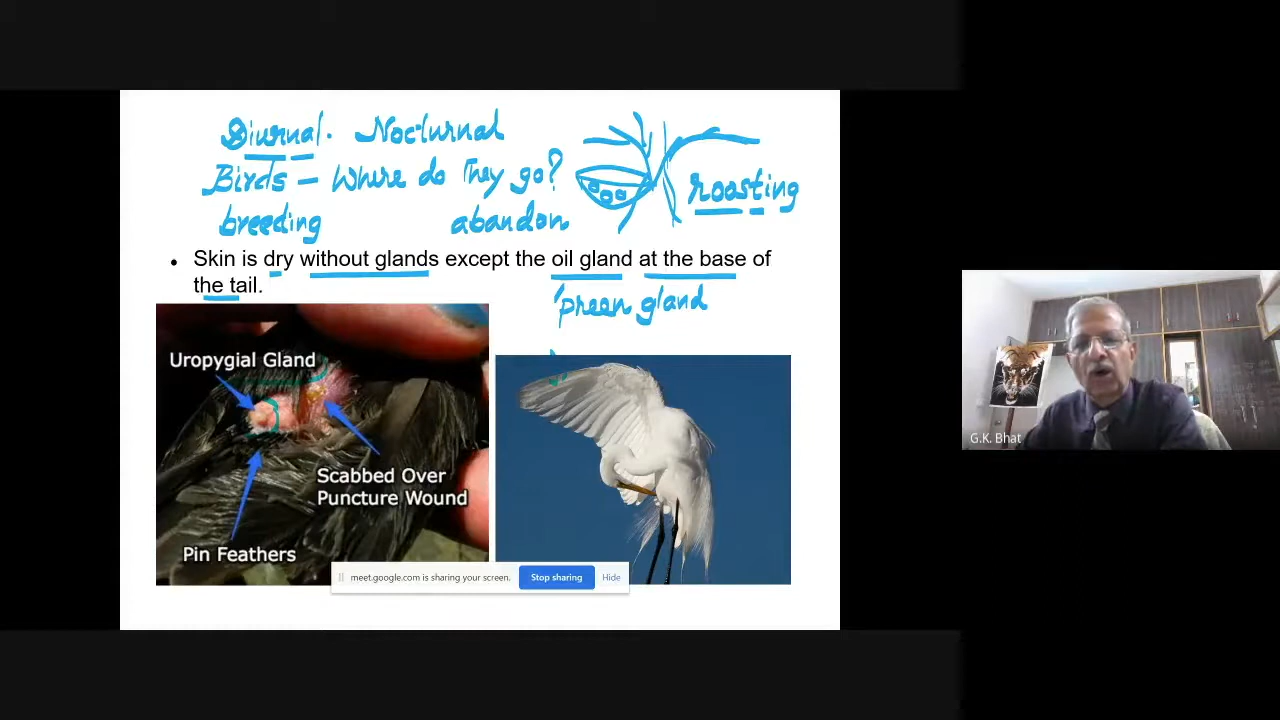 Diurnal. Nocturnal
Birds – Where do They go?
roosting
breeding abandon
• Skin is dry without glands except the oil gland at the base of
the tail.
'preen gland
Uropygial Gland
Scabbed Over
Puncture Wound
Pin Feathers
meet.google.com is sharing your screen. Stop sharing Hide
G.K. Bhat